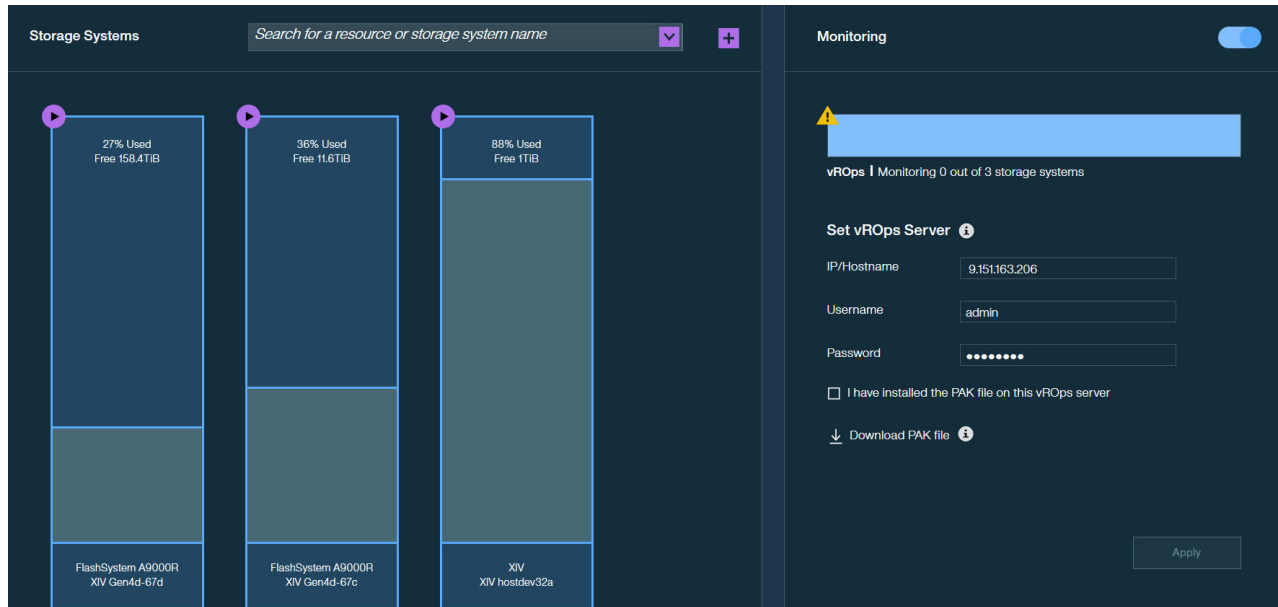 Storage Systems
Search for a resource or storage system name
27% Used
Free 158.4TiB
36% Used
Free 11.6TiB
88% Used
Free 1TiB
FlashSystem A9000R
XIV Gen4d-67d
FlashSystem A9000R
XIV Gen4d-67c
XIV
XIV hostdev32a
Monitoring
vROps | Monitoring 0 out of 3 storage systems
Set vROps Server
IP/Hostname
9.151.163.206
Username
admin
Password
I have installed the PAK file on this vROps server
Download PAK file
Apply